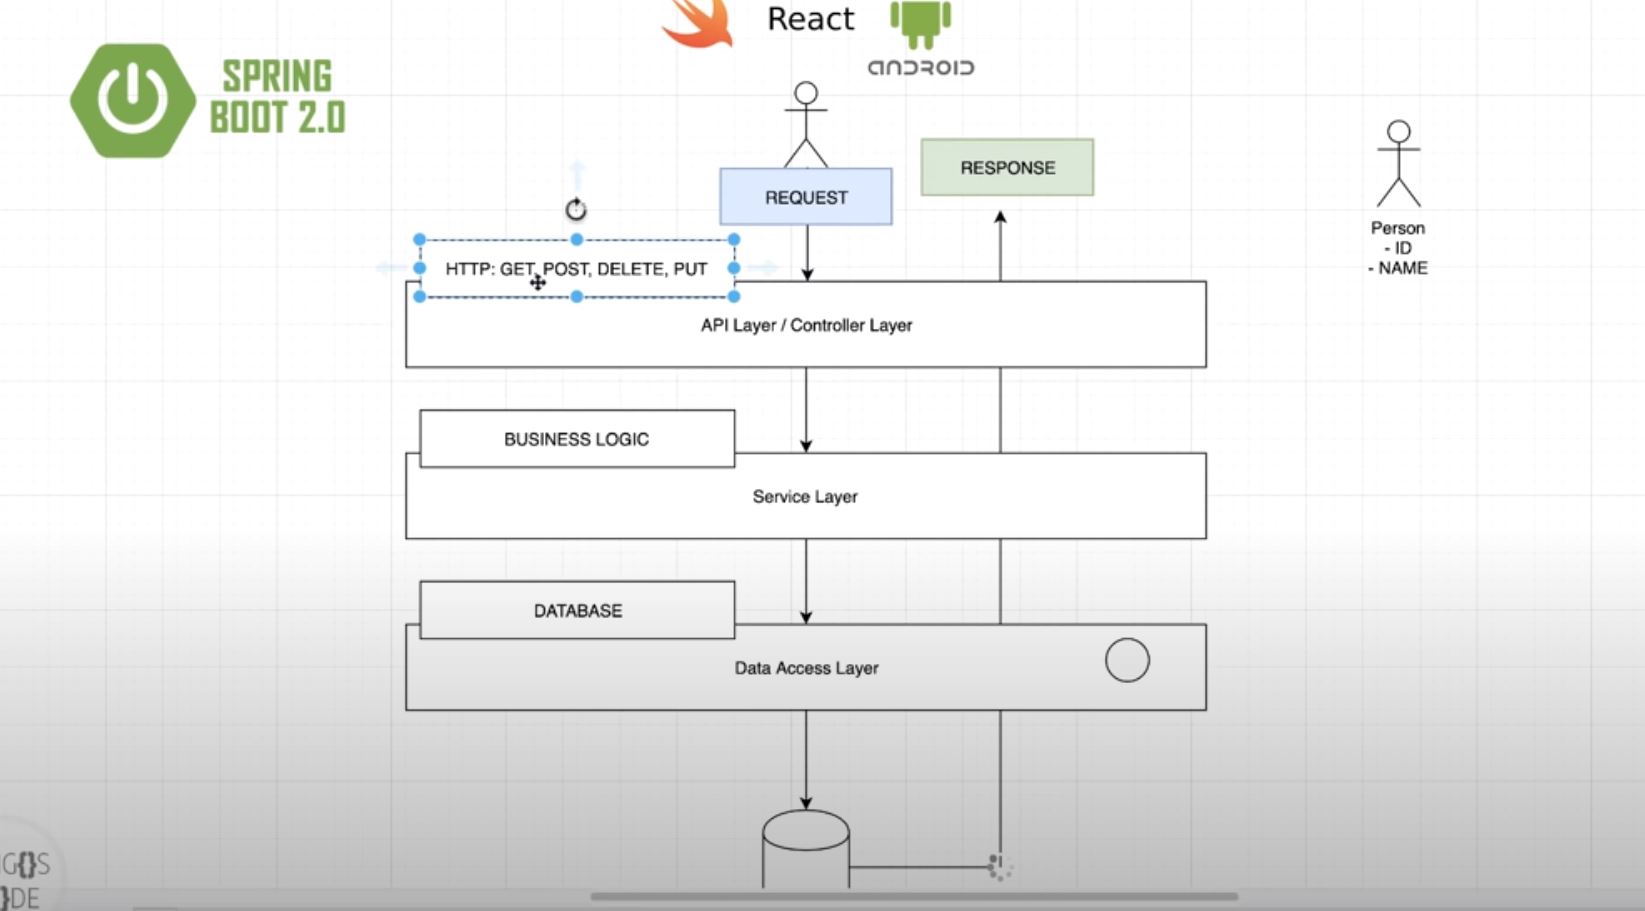 React
SPRING
BOOT 2.0
ANDROID
RESPONSE
REQUEST
Person
- ID
- NAME
HTTP: GET, POST, DELETE, PUT
API Layer / Controller Layer
BUSINESS LOGIC
Service Layer
DATABASE
Data Access Layer
G{}S
}DE